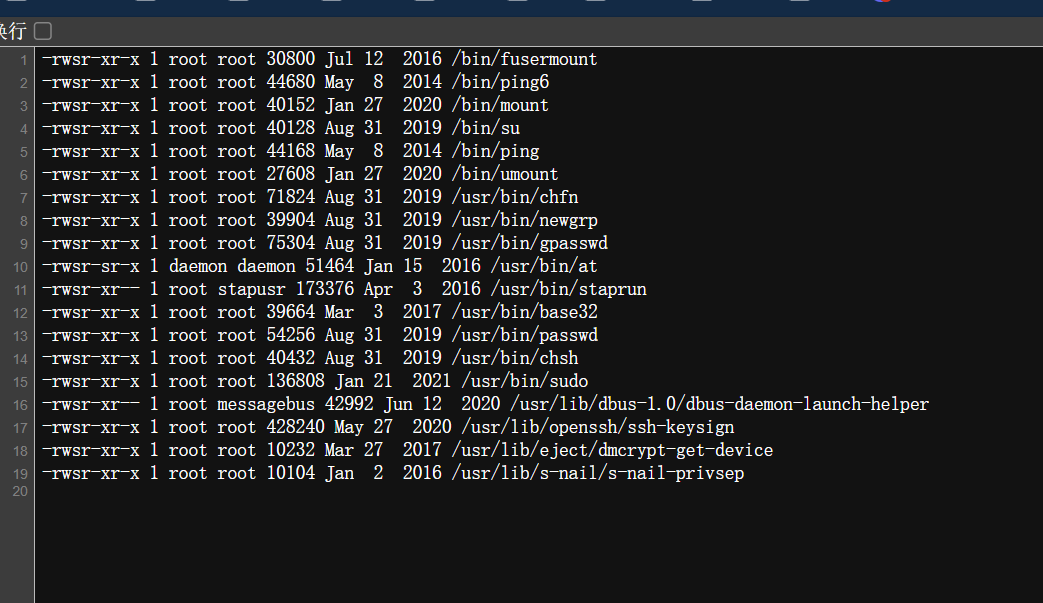 换行
1 -rwsr-xr-x 1 root root 30800 Jul 12  2016 /bin/fusermount
2 -rwsr-xr-x 1 root root 44680 May  8  2014 /bin/ping6
3 -rwsr-xr-x 1 root root 40152 Jan 27  2020 /bin/mount
4 -rwsr-xr-x 1 root root 40128 Aug 31  2019 /bin/su
5 -rwsr-xr-x 1 root root 44168 May  8  2014 /bin/ping
6 -rwsr-xr-x 1 root root 27608 Jan 27  2020 /bin/umount
7 -rwsr-xr-x 1 root root 71824 Aug 31  2019 /usr/bin/chfn
8 -rwsr-xr-x 1 root root 39904 Aug 31  2019 /usr/bin/newgrp
9 -rwsr-xr-x 1 root root 75304 Aug 31  2019 /usr/bin/gpasswd
10 -rwsr-sr-x 1 daemon daemon 51464 Jan 15  2016 /usr/bin/at
11 -rwsr-xr-- 1 root stapusr 173376 Apr  3  2016 /usr/bin/staprun
12 -rwsr-xr-x 1 root root 39664 Mar  3  2017 /usr/bin/base32
13 -rwsr-xr-x 1 root root 54256 Aug 31  2019 /usr/bin/passwd
14 -rwsr-xr-x 1 root root 40432 Aug 31  2019 /usr/bin/chsh
15 -rwsr-xr-x 1 root root 136808 Jan 21  2021 /usr/bin/sudo
16 -rwsr-xr-- 1 root messagebus 42992 Jun 12  2020 /usr/lib/dbus-1.0/dbus-daemon-launch-helper
17 -rwsr-xr-x 1 root root 428240 May 27  2020 /usr/lib/openssh/ssh-keysign
18 -rwsr-xr-x 1 root root 10232 Mar 27  2017 /usr/lib/eject/dmcrypt-get-device
19 -rwsr-xr-x 1 root root 10104 Jan  2  2016 /usr/lib/s-nail/s-nail-privsep
20